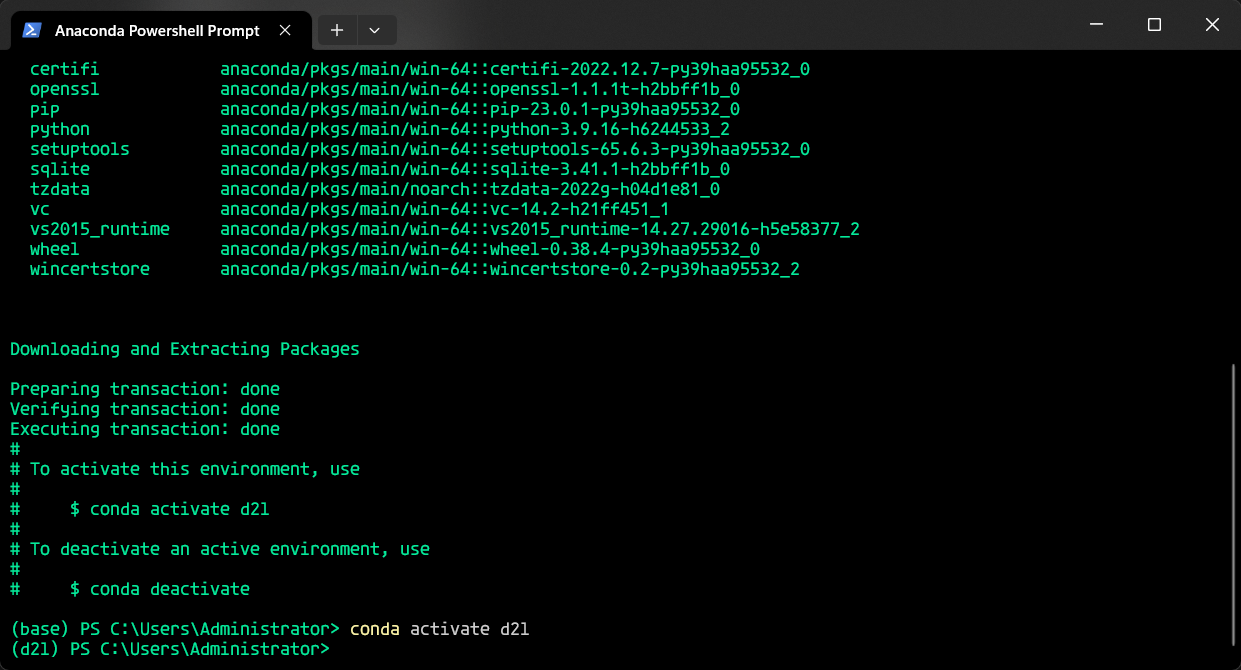 Anaconda Powershell Prompt
certifi anaconda/pkgs/main/win-64::certifi-2022.12.7-py39haa95532_0
openssl anaconda/pkgs/main/win-64::openssl-1.1.1t-h2bbff1b_0
pip anaconda/pkgs/main/win-64::pip-23.0.1-py39haa95532_0
python anaconda/pkgs/main/win-64::python-3.9.16-h6244533_2
setuptools anaconda/pkgs/main/win-64::setuptools-65.6.3-py39haa95532_0
sqlite anaconda/pkgs/main/win-64::sqlite-3.41.1-h2bbff1b_0
tzdata anaconda/pkgs/main/noarch::tzdata-2022g-h04d1e81_0
vc anaconda/pkgs/main/win-64::vc-14.2-h21ff451_1
vs2015_runtime anaconda/pkgs/main/win-64::vs2015_runtime-14.27.29016-h5e58377_2
wheel anaconda/pkgs/main/win-64::wheel-0.38.4-py39haa95532_0
wincertstore anaconda/pkgs/main/win-64::wincertstore-0.2-py39haa95532_2
Downloading and Extracting Packages
Preparing transaction: done
Verifying transaction: done
Executing transaction: done
#
# To activate this environment, use
#
# $ conda activate d2l
#
# To deactivate an active environment, use
#
# $ conda deactivate
(base) PS C:\Users\Administrator> conda activate d2l
(d2l) PS C:\Users\Administrator>